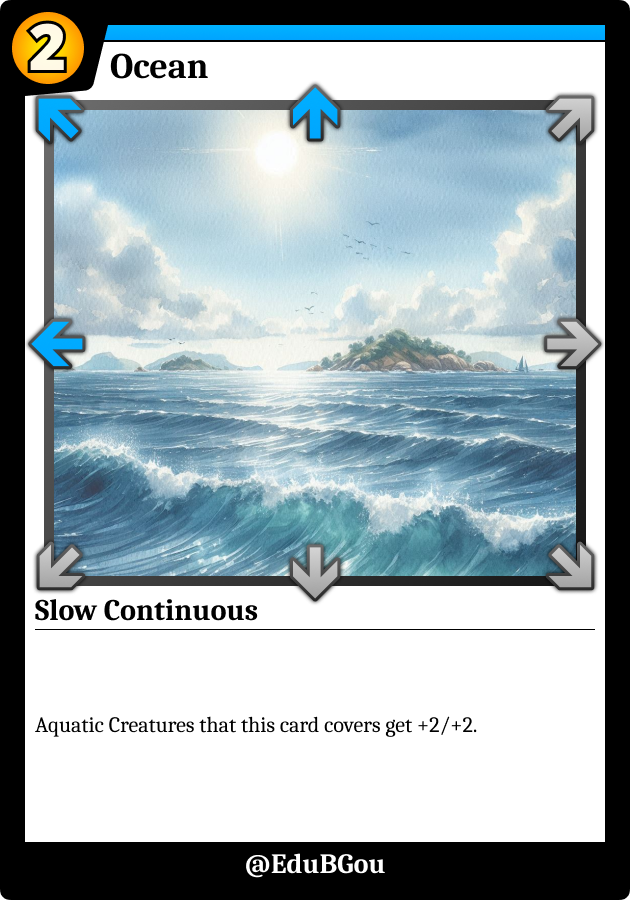 2
Ocean
Slow Continuous
Aquatic Creatures that this card covers get +2/+2.
@EduBGou